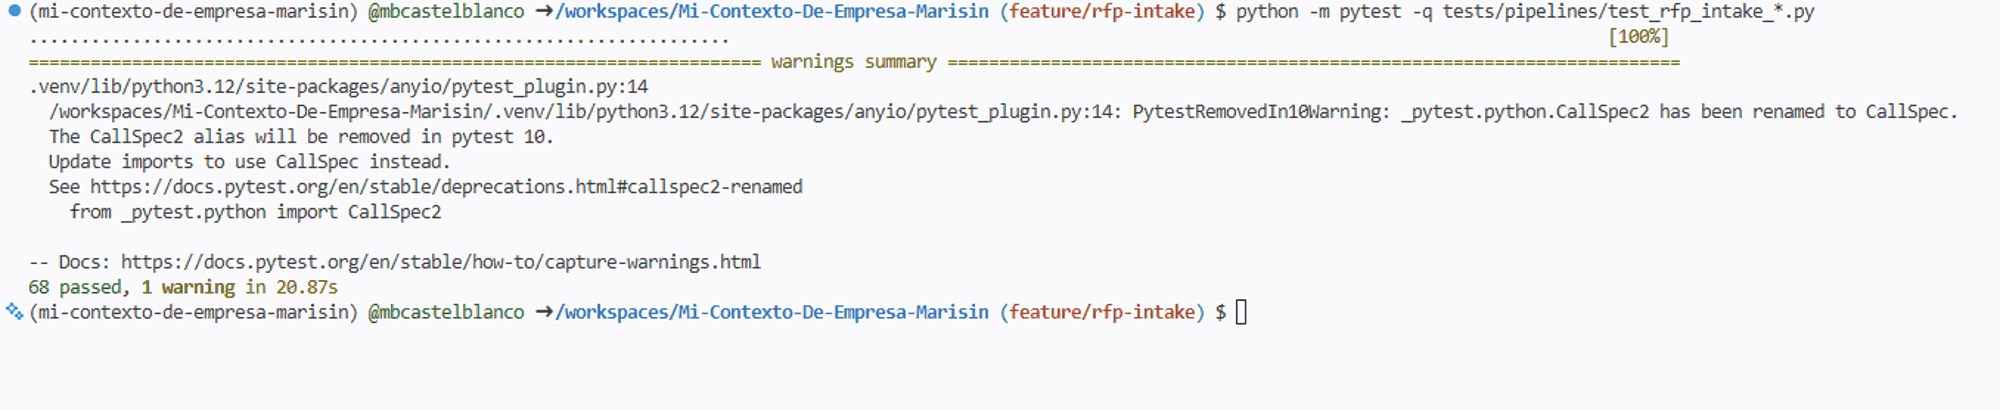 (mi-contexto-de-empresa-marisin) @mbcastelblanco →/workspaces/Mi-Contexto-De-Empresa-Marisin (feature/rfp-intake) $ python -m pytest -q tests/pipelines/test_rfp_intake_*.py
.................................................................... [100%]
======================================================================= warnings summary =======================================================================
.venv/lib/python3.12/site-packages/anyio/pytest_plugin.py:14
/workspaces/Mi-Contexto-De-Empresa-Marisin/.venv/lib/python3.12/site-packages/anyio/pytest_plugin.py:14: PytestRemovedIn10Warning: _pytest.python.CallSpec2 has been renamed to CallSpec.
The CallSpec2 alias will be removed in pytest 10.
Update imports to use CallSpec instead.
See https://docs.pytest.org/en/stable/deprecations.html#callspec2-renamed
from _pytest.python import CallSpec2
-- Docs: https://docs.pytest.org/en/stable/how-to/capture-warnings.html
68 passed, 1 warning in 20.87s
(mi-contexto-de-empresa-marisin) @mbcastelblanco →/workspaces/Mi-Contexto-De-Empresa-Marisin (feature/rfp-intake) $